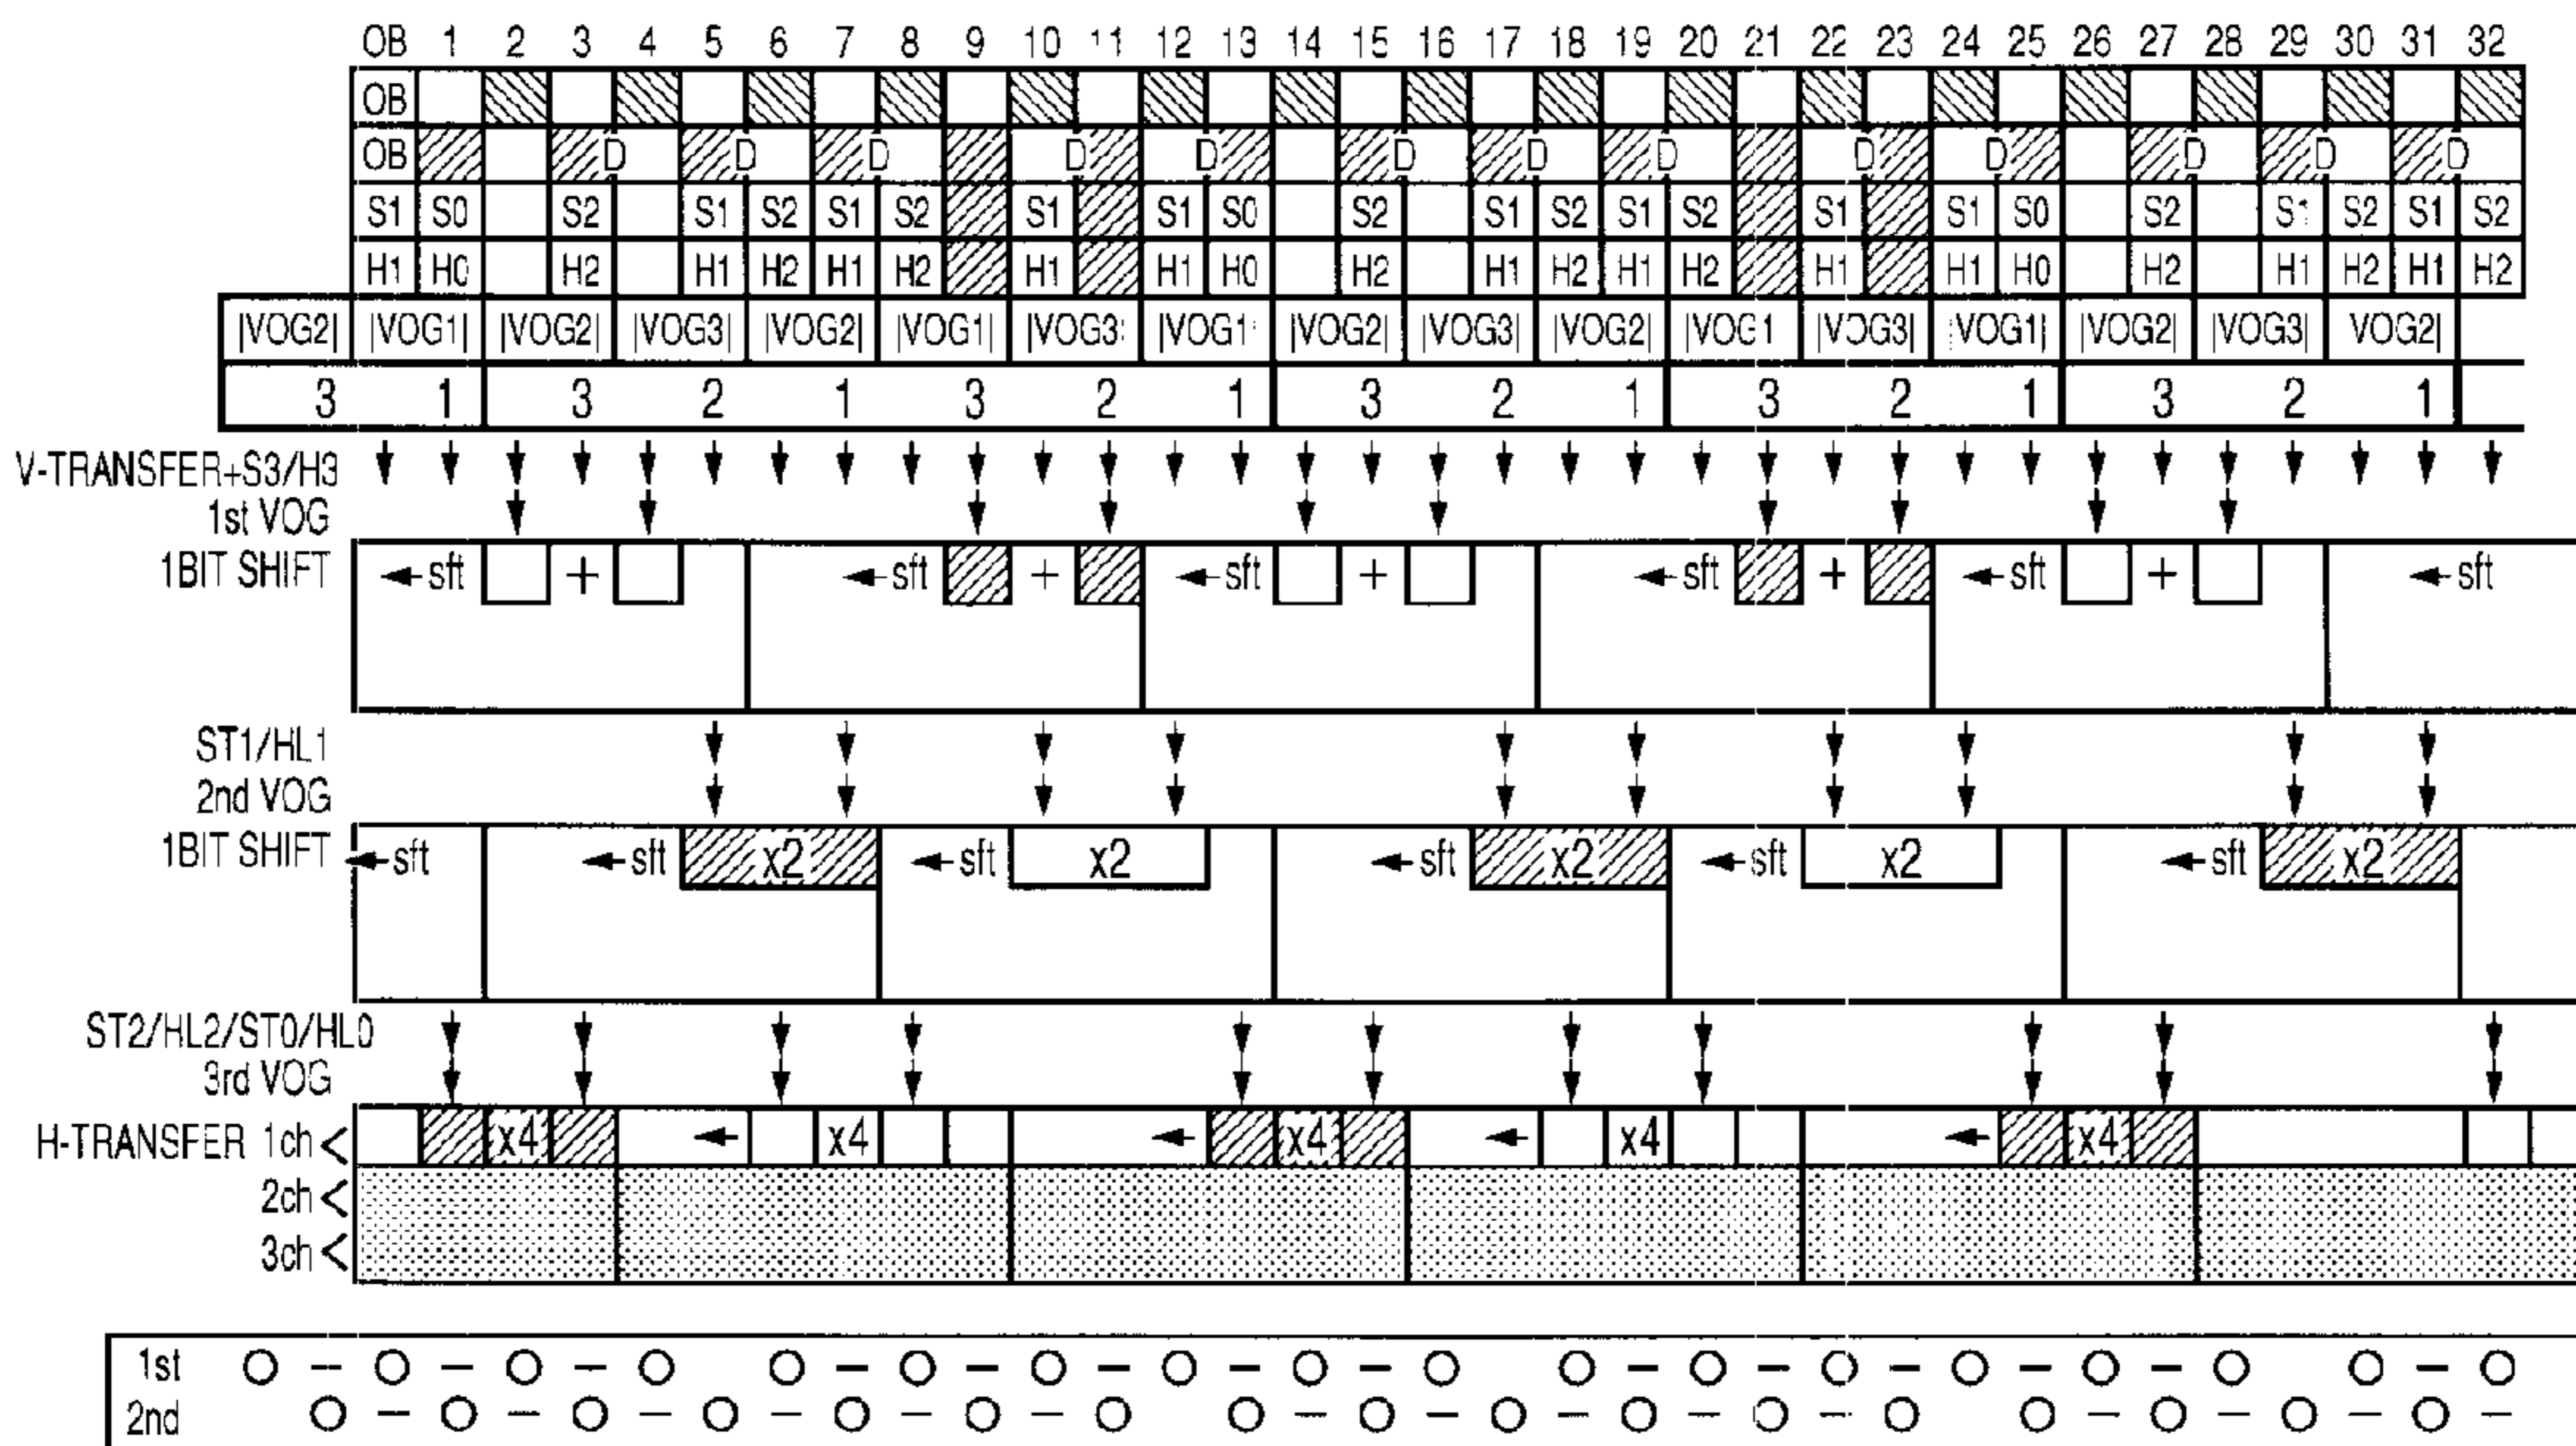 OB 1 2 3 4 5 6 7 8 9 10 11 12 13 14 15 16 17 18 19 20 21 22 23 24 25 26 27 28 29 30 31 32
OB
OB D D D D D D D D D D D D D
S1 S0 S2 S1 S2 S1 S2 S1 S1 S0 S2 S1 S2 S1 S2 S1 S1 S0 S2 S1 S2 S1 S2
H1 H0 H2 H1 H2 H1 H2 H1 H1 H0 H2 H1 H2 H1 H2 H1 H1 H0 H2 H1 H2 H1 H2
|VOG2| |VOG1| |VOG2| |VOG3| |VOG2| |VOG1| |VOG3| |VOG1| |VOG2| |VOG3| |VOG2| |VOG1 |VOG3| |VOG1| |VOG2| |VOG3| VOG2|
3 1 3 2 1 3 2 1 3 2 1 3 2 1 3 2 1
V-TRANSFER+S3/H3
1st VOG
1BIT SHIFT sft + sft + sft + sft + sft + sft
ST1/HL1
2nd VOG
1BIT SHIFT sft sft x2 sft x2 sft x2 sft x2 sft x2
ST2/HL2/ST0/HL0
3rd VOG
H-TRANSFER 1ch x4 x4 x4 x4 x4
2ch
3ch
1st
2nd